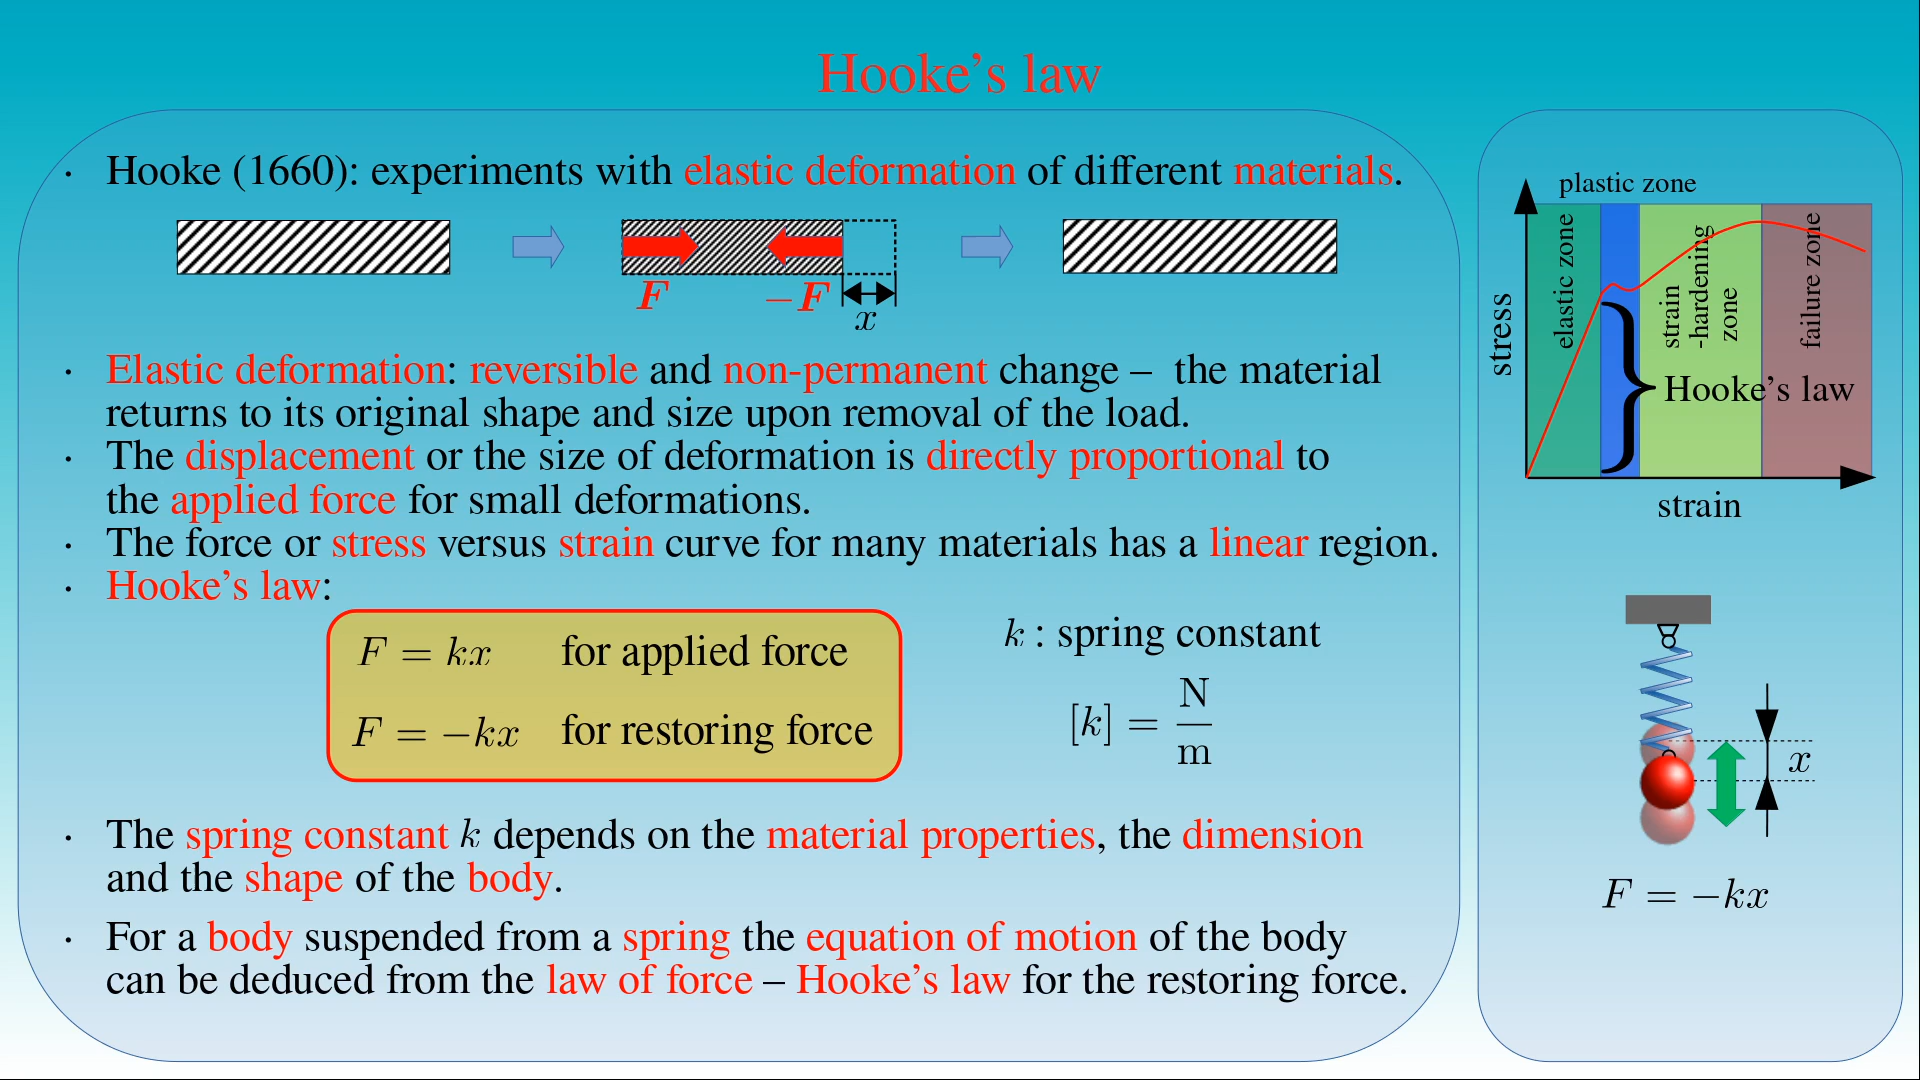 Hooke's law
· Hooke (1660): experiments with elastic deformation of different materials.
F
−F
x
· Elastic deformation: reversible and non-permanent change – the material
returns to its original shape and size upon removal of the load.
· The displacement or the size of deformation is directly proportional to
the applied force for small deformations.
· The force or stress versus strain curve for many materials has a linear region.
· Hooke's law:
F = kx for applied force
F = −kx for restoring force
k : spring constant
[k] = N/m
· The spring constant k depends on the material properties, the dimension
and the shape of the body.
· For a body suspended from a spring the equation of motion of the body
can be deduced from the law of force – Hooke's law for the restoring force.
plastic zone
elastic zone
strain
-hardening
zone
failure zone
stress
Hooke's law
strain
x
F = −kx